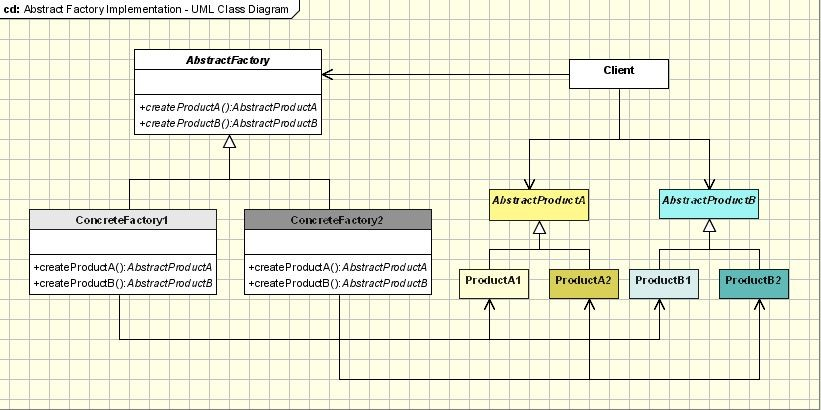 cd: Abstract Factory Implementation - UML Class Diagram
AbstractFactory
+createProductA():AbstractProductA
+createProductB():AbstractProductB
Client
AbstractProductA
AbstractProductB
ConcreteFactory1
+createProductA():AbstractProductA
+createProductB():AbstractProductB
ConcreteFactory2
+createProductA():AbstractProductA
+createProductB():AbstractProductB
ProductA1
ProductA2
ProductB1
ProductB2